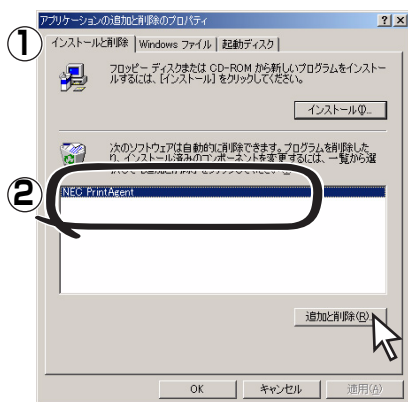 アプリケーションの追加と削除のプロパティ
①
インストールと削除 Windows ファイル 起動ディスク
フロッピー ディスクまたは CD-ROM から新しいプログラムをインストー
ルするには、[インストール] をクリックしてください。
インストール(I)...
次のソフトウェアは自動的に削除できます。プログラムを削除した
り、インストール済みのコンポーネントを変更するには、一覧から選
②
NEC PrintAgent
追加と削除(R)...
OK キャンセル 適用(A)